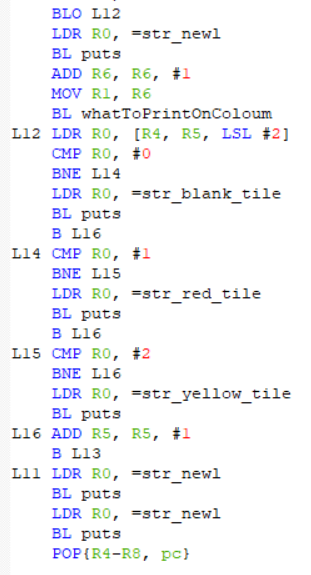 BLO L12
LDR R0, =str_newl
BL puts
ADD R6, R6, #1
MOV R1, R6
BL whatToPrintOnColoum
L12 LDR R0, [R4, R5, LSL #2]
CMP R0, #0
BNE L14
LDR R0, =str_blank_tile
BL puts
B L16
L14 CMP R0, #1
BNE L15
LDR R0, =str_red_tile
BL puts
B L16
L15 CMP R0, #2
BNE L16
LDR R0, =str_yellow_tile
BL puts
L16 ADD R5, R5, #1
B L13
L11 LDR R0, =str_newl
BL puts
LDR R0, =str_newl
BL puts
POP{R4-R8, pc}